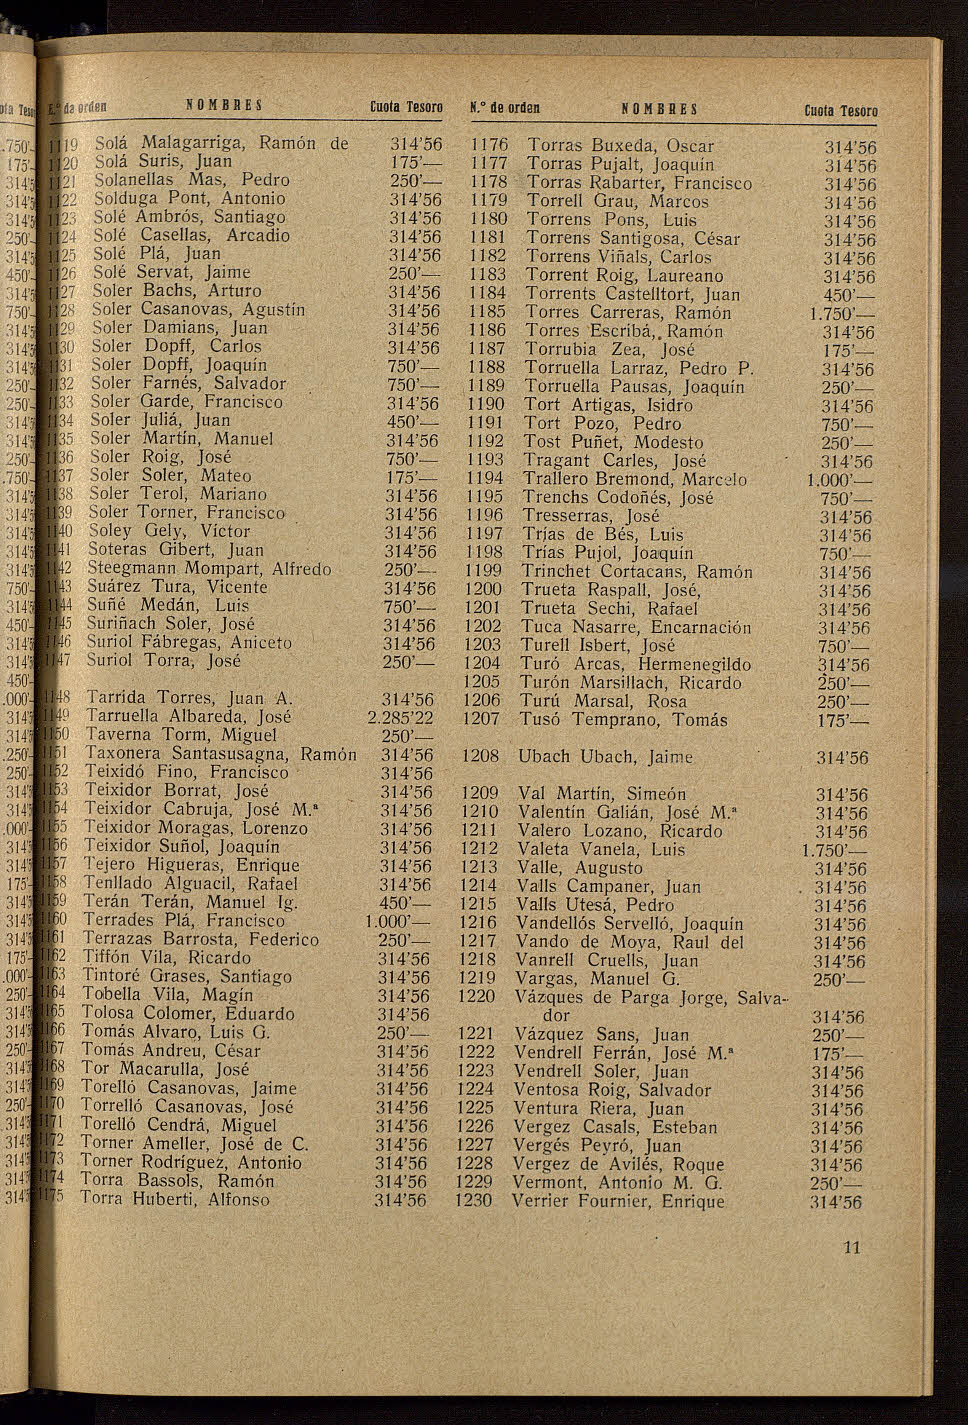 N.º de orden NOMBRES Cuota Tesoro
1119 Solá Malagarriga, Ramón de 314'56
1120 Solá Suris, Juan 175'—
1121 Solanellas Mas, Pedro 250'—
1122 Solduga Pont, Antonio 314'56
1123 Solé Ambrós, Santiago 314'56
1124 Solé Casellas, Arcadio 314'56
1125 Solé Plá, Juan 314'56
1126 Solé Servat, Jaime 250'—
1127 Soler Bachs, Arturo 314'56
1128 Soler Casanovas, Agustín 314'56
1129 Soler Damians, Juan 314'56
1130 Soler Dopff, Carlos 314'56
1131 Soler Dopff, Joaquín 750'—
1132 Soler Farnés, Salvador 750'—
1133 Soler Garde, Francisco 314'56
1134 Soler Juliá, Juan 450'—
1135 Soler Martín, Manuel 314'56
1136 Soler Roig, José 750'—
1137 Soler Soler, Mateo 175'—
1138 Soler Terol, Mariano 314'56
1139 Soler Torner, Francisco 314'56
1140 Soley Gely, Víctor 314'56
1141 Soteras Gibert, Juan 314'56
1142 Steegmann Mompart, Alfredo 250'—
1143 Suárez Tura, Vicente 314'56
1144 Suñé Medán, Luis 750'—
1145 Suriñach Soler, José 314'56
1146 Suriol Fábregas, Aniceto 314'56
1147 Suriol Torra, José 250'—
1148 Tarrida Torres, Juan A. 314'56
1149 Tarruella Albareda, José 2.285'22
1150 Taverna Torm, Miguel 250'—
1151 Taxonera Santasusagna, Ramón 314'56
1152 Teixidó Fino, Francisco 314'56
1153 Teixidor Borrat, José 314'56
1154 Teixidor Cabruja, José M.ª 314'56
1155 Teixidor Moragas, Lorenzo 314'56
1156 Teixidor Suñol, Joaquín 314'56
1157 Tejero Higueras, Enrique 314'56
1158 Tenllado Alguacil, Rafael 314'56
1159 Terán Terán, Manuel Ig. 450'—
1160 Terrades Plá, Francisco 1.000'—
1161 Terrazas Barrosta, Federico 250'—
1162 Tiffón Vila, Ricardo 314'56
1163 Tintoré Grases, Santiago 314'56
1164 Tobella Vila, Magín 314'56
1165 Tolosa Colomer, Eduardo 314'56
1166 Tomás Alvaro, Luis G. 250'—
1167 Tomás Andreu, César 314'56
1168 Tor Macarulla, José 314'56
1169 Torelló Casanovas, Jaime 314'56
1170 Torrelló Casanovas, José 314'56
1171 Torelló Cendrá, Miguel 314'56
1172 Torner Ameller, José de C. 314'56
1173 Torner Rodríguez, Antonio 314'56
1174 Torra Bassols, Ramón 314'56
1175 Torra Huberti, Alfonso 314'56
N.º de orden NOMBRES Cuota Tesoro
1176 Torras Buxeda, Oscar 314'56
1177 Torras Pujalt, Joaquín 314'56
1178 Torras Rabarter, Francisco 314'56
1179 Torrell Grau, Marcos 314'56
1180 Torrens Pons, Luis 314'56
1181 Torrens Santigosa, César 314'56
1182 Torrens Viñals, Carlos 314'56
1183 Torrent Roig, Laureano 314'56
1184 Torrents Castelltort, Juan 450'—
1185 Torres Carreras, Ramón 1.750'—
1186 Torres Escribá, Ramón 314'56
1187 Torrubia Zea, José 175'—
1188 Torruella Larraz, Pedro P. 314'56
1189 Torruella Pausas, Joaquín 250'—
1190 Tort Artigas, Isidro 314'56
1191 Tort Pozo, Pedro 750'—
1192 Tost Puñet, Modesto 250'—
1193 Tragant Carles, José 314'56
1194 Trallero Bremond, Marcelo 1.000'—
1195 Trenchs Codoñés, José 750'—
1196 Tresserras, José 314'56
1197 Trías de Bés, Luis 314'56
1198 Trías Pujol, Joaquín 750'—
1199 Trinchet Cortacans, Ramón 314'56
1200 Trueta Raspall, José, 314'56
1201 Trueta Sechi, Rafael 314'56
1202 Tuca Nasarre, Encarnación 314'56
1203 Turell Isbert, José 750'—
1204 Turó Arcas, Hermenegildo 314'56
1205 Turón Marsillach, Ricardo 250'—
1206 Turú Marsal, Rosa 250'—
1207 Tusó Temprano, Tomás 175'—
1208 Ubach Ubach, Jaime 314'56
1209 Val Martín, Simeón 314'56
1210 Valentín Galián, José M.ª 314'56
1211 Valero Lozano, Ricardo 314'56
1212 Valeta Vanela, Luis 1.750'—
1213 Valle, Augusto 314'56
1214 Valls Campaner, Juan 314'56
1215 Valls Utesá, Pedro 314'56
1216 Vandellós Servelló, Joaquín 314'56
1217 Vando de Moya, Raul del 314'56
1218 Vanrell Cruells, Juan 314'56
1219 Vargas, Manuel G. 250'—
1220 Vázques de Parga Jorge, Salva-
dor 314'56
1221 Vázquez Sans, Juan 250'—
1222 Vendrell Ferrán, José M.ª 175'—
1223 Vendrell Soler, Juan 314'56
1224 Ventosa Roig, Salvador 314'56
1225 Ventura Riera, Juan 314'56
1226 Vergez Casals, Esteban 314'56
1227 Vergés Peyró, Juan 314'56
1228 Vergez de Avilés, Roque 314'56
1229 Vermont, Antonio M. G. 250'—
1230 Verrier Fournier, Enrique 314'56
11